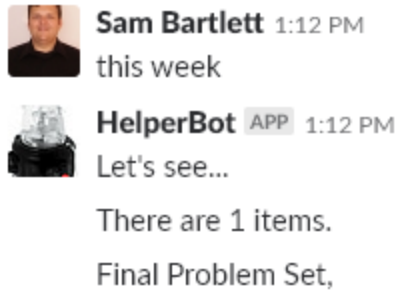 Sam Bartlett 1:12 PM
this week
HelperBot APP 1:12 PM
Let's see...
There are 1 items.
Final Problem Set,